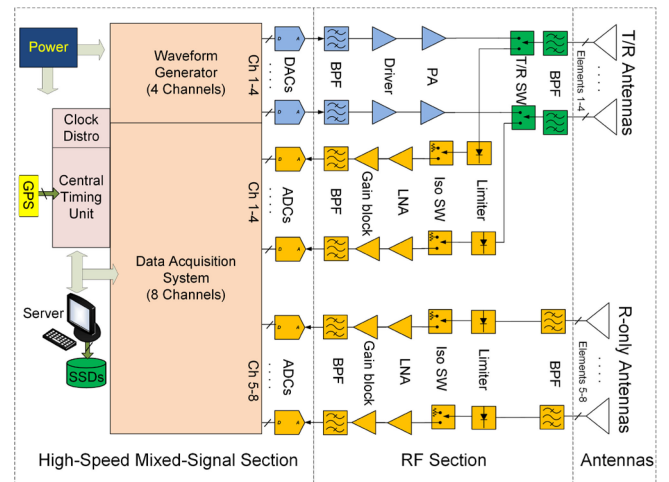 Power
Waveform
Generator
(4 Channels)
Clock
Distro
Central
Timing
Unit
GPS
Data Acquisition
System
(8 Channels)
Server
SSDs
Ch 1-4
DACs
BPF
Driver
PA
T/R SW
BPF
Elements 1-4
T/R Antennas
D A
D A
Ch 1-4
ADCs
BPF
Gain block
LNA
Iso SW
Limiter
D A
D A
Ch 5-8
ADCs
BPF
Gain block
LNA
Iso SW
Limiter
BPF
Elements 5-8
R-only Antennas
D A
D A
High-Speed Mixed-Signal Section
RF Section
Antennas